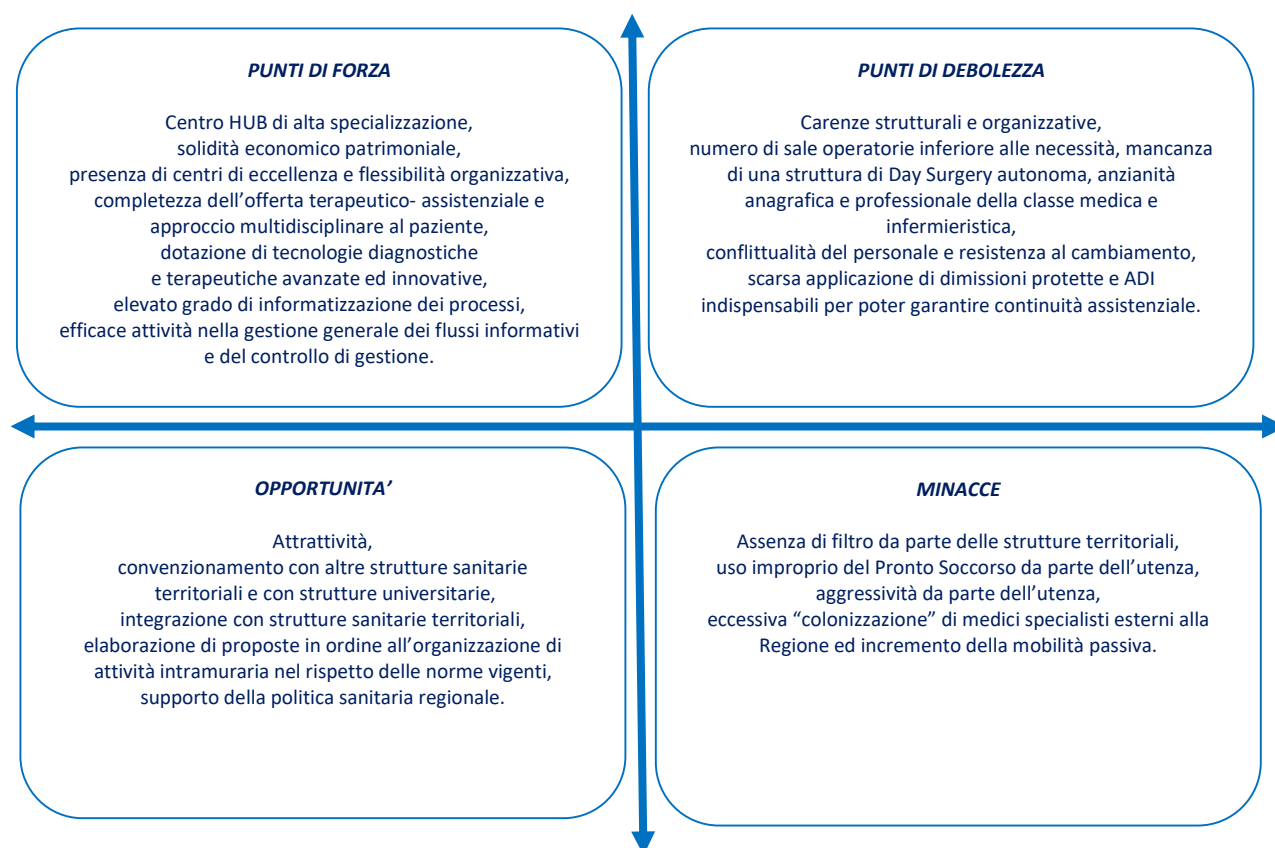 PUNTI DI FORZA
Centro HUB di alta specializzazione,
solidità economico patrimoniale,
presenza di centri di eccellenza e flessibilità organizzativa,
completezza dell’offerta terapeutico- assistenziale e
approccio multidisciplinare al paziente,
dotazione di tecnologie diagnostiche
e terapeutiche avanzate ed innovative,
elevato grado di informatizzazione dei processi,
efficace attività nella gestione generale dei flussi informativi
e del controllo di gestione.
PUNTI DI DEBOLEZZA
Carenze strutturali e organizzative,
numero di sale operatorie inferiore alle necessità, mancanza
di una struttura di Day Surgery autonoma, anzianità
anagrafica e professionale della classe medica e
infermieristica,
conflittualità del personale e resistenza al cambiamento,
scarsa applicazione di dimissioni protette e ADI
indispensabili per poter garantire continuità assistenziale.
OPPORTUNITA’
Attrattività,
convenzionamento con altre strutture sanitarie
territoriali e con strutture universitarie,
integrazione con strutture sanitarie territoriali,
elaborazione di proposte in ordine all’organizzazione di
attività intramuraria nel rispetto delle norme vigenti,
supporto della politica sanitaria regionale.
MINACCE
Assenza di filtro da parte delle strutture territoriali,
uso improprio del Pronto Soccorso da parte dell’utenza,
aggressività da parte dell’utenza,
eccessiva “colonizzazione” di medici specialisti esterni alla
Regione ed incremento della mobilità passiva.